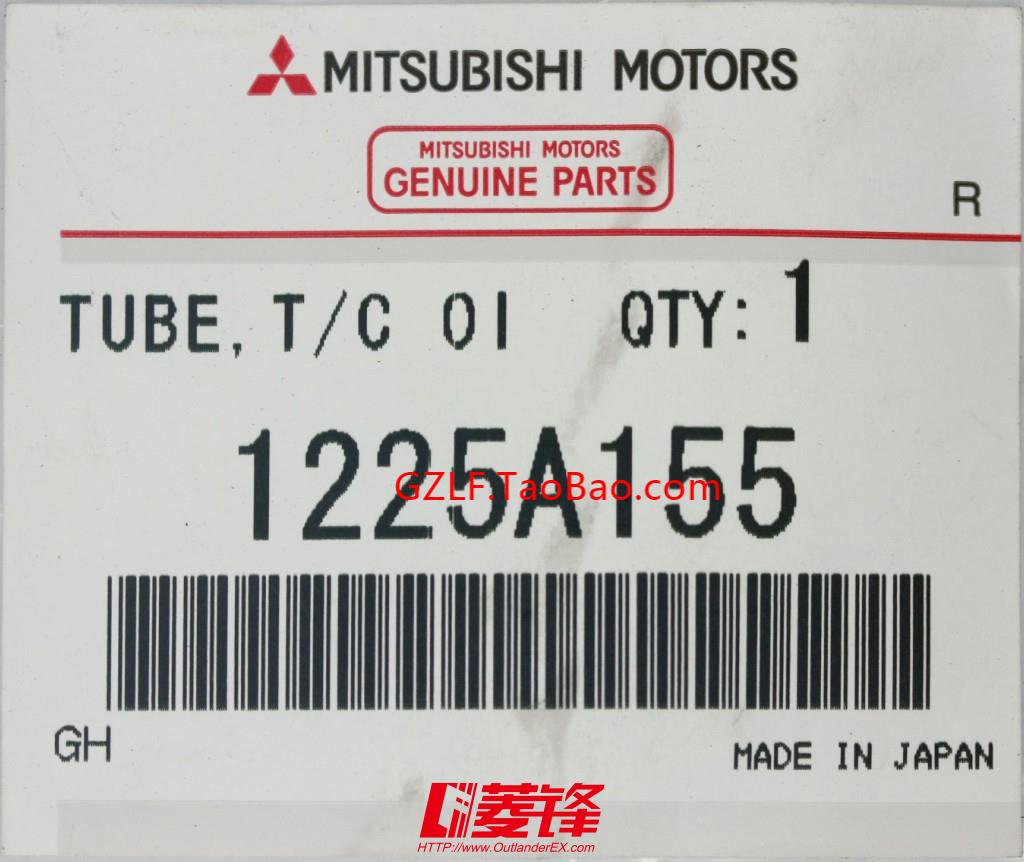 MITSUBISHI MOTORS
MITSUBISHI MOTORS
GENUINE PARTS
R
TUBE, T/C OI QTY: 1
1225A155
GZLF.TaoBao.com
GH
MADE IN JAPAN
菱锋
HTTP://www.OutlanderEX.com